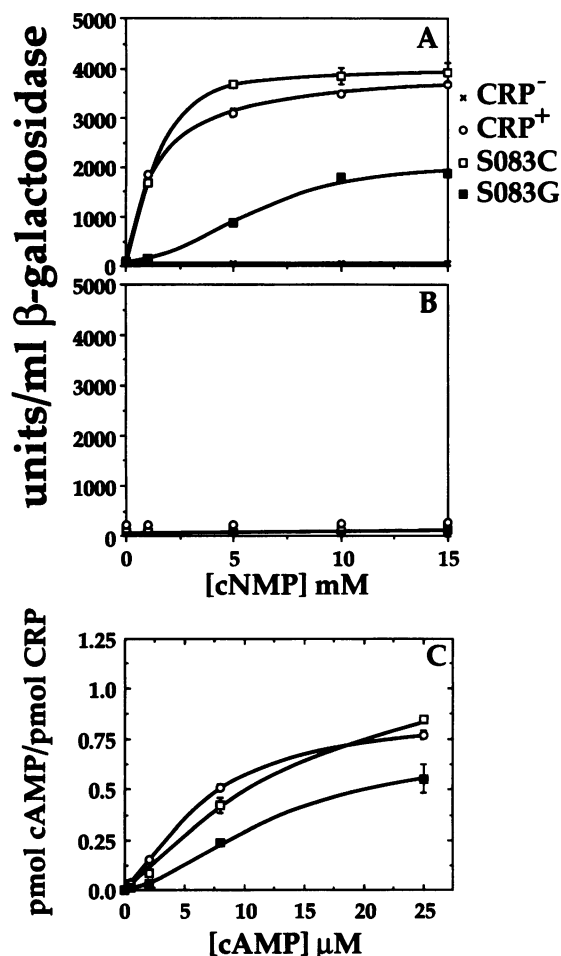 units/ml β-galactosidase
5000
4000
3000
2000
1000
0
A
CRP⁻
CRP⁺
S083C
S083G
5000
4000
3000
2000
1000
0
B
0
5
10
15
[cNMP] mM
pmol cAMP/pmol CRP
1.25
1.0
0.75
0.5
0.25
0.0
C
0
5
10
15
20
25
[cAMP] μM